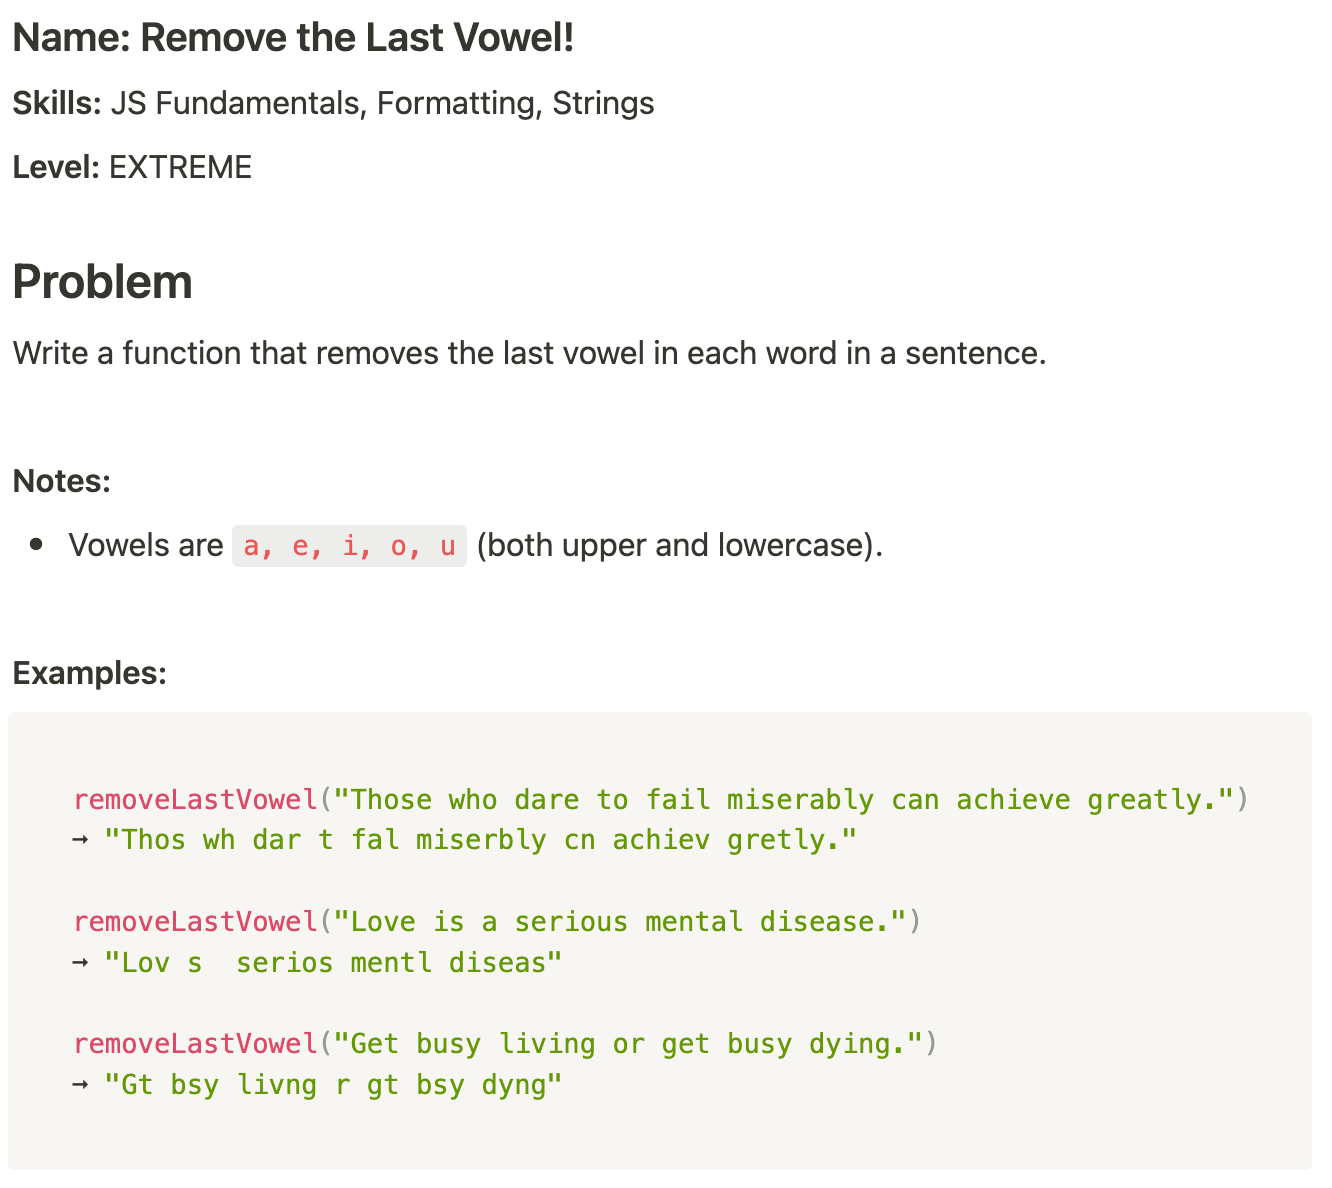 Name: Remove the Last Vowel!
Skills: JS Fundamentals, Formatting, Strings
Level: EXTREME
Problem
Write a function that removes the last vowel in each word in a sentence.
Notes:
• Vowels are a, e, i, o, u (both upper and lowercase).
Examples:
removeLastVowel("Those who dare to fail miserably can achieve greatly.")
→ "Thos wh dar t fal miserbly cn achiev gretly."
removeLastVowel("Love is a serious mental disease.")
→ "Lov s  serios mentl diseas"
removeLastVowel("Get busy living or get busy dying.")
→ "Gt bsy livng r gt bsy dyng"